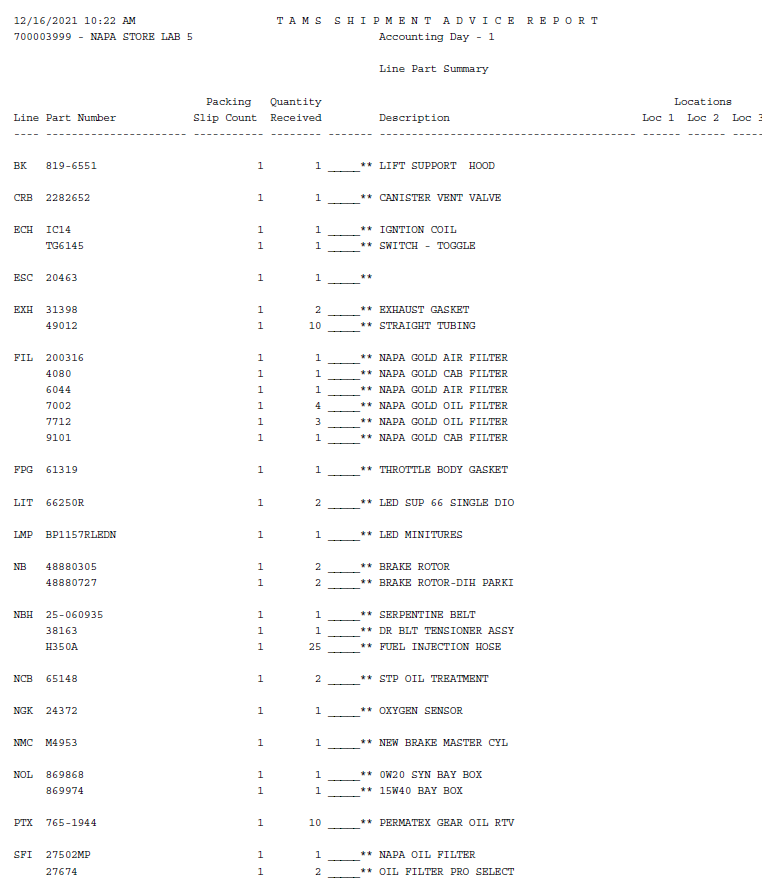 12/16/2021 10:22 AM T A M S S H I P M E N T A D V I C E R E P O R T
700003999 - NAPA STORE LAB 5 Accounting Day - 1
Line Part Summary
Packing Quantity Locations
Line Part Number Slip Count Received Description Loc 1 Loc 2 Loc 3
---- ---------------------- ----------- -------- ------- ---------------------------------------- ------ ------ -----
BK 819-6551 1 1 _____** LIFT SUPPORT HOOD
CRB 2282652 1 1 _____** CANISTER VENT VALVE
ECH IC14 1 1 _____** IGNTION COIL
TG6145 1 1 _____** SWITCH - TOGGLE
ESC 20463 1 1 _____**
EXH 31398 1 2 _____** EXHAUST GASKET
49012 1 10 _____** STRAIGHT TUBING
FIL 200316 1 1 _____** NAPA GOLD AIR FILTER
4080 1 1 _____** NAPA GOLD CAB FILTER
6044 1 1 _____** NAPA GOLD AIR FILTER
7002 1 4 _____** NAPA GOLD OIL FILTER
7712 1 3 _____** NAPA GOLD OIL FILTER
9101 1 1 _____** NAPA GOLD CAB FILTER
FPG 61319 1 1 _____** THROTTLE BODY GASKET
LIT 66250R 1 2 _____** LED SUP 66 SINGLE DIO
LMP BP1157RLEDN 1 1 _____** LED MINITURES
NB 48880305 1 2 _____** BRAKE ROTOR
48880727 1 2 _____** BRAKE ROTOR-DIH PARKI
NBH 25-060935 1 1 _____** SERPENTINE BELT
38163 1 1 _____** DR BLT TENSIONER ASSY
H350A 1 25 _____** FUEL INJECTION HOSE
NCB 65148 1 2 _____** STP OIL TREATMENT
NGK 24372 1 1 _____** OXYGEN SENSOR
NMC M4953 1 1 _____** NEW BRAKE MASTER CYL
NOL 869868 1 1 _____** 0W20 SYN BAY BOX
869974 1 1 _____** 15W40 BAY BOX
PTX 765-1944 1 10 _____** PERMATEX GEAR OIL RTV
SFI 27502MP 1 1 _____** NAPA OIL FILTER
27674 1 2 _____** OIL FILTER PRO SELECT